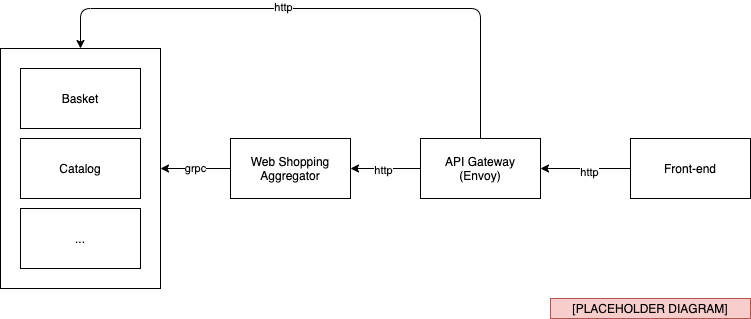 http
Basket
Catalog
...
grpc
Web Shopping
Aggregator
http
API Gateway
(Envoy)
http
Front-end
[PLACEHOLDER DIAGRAM]